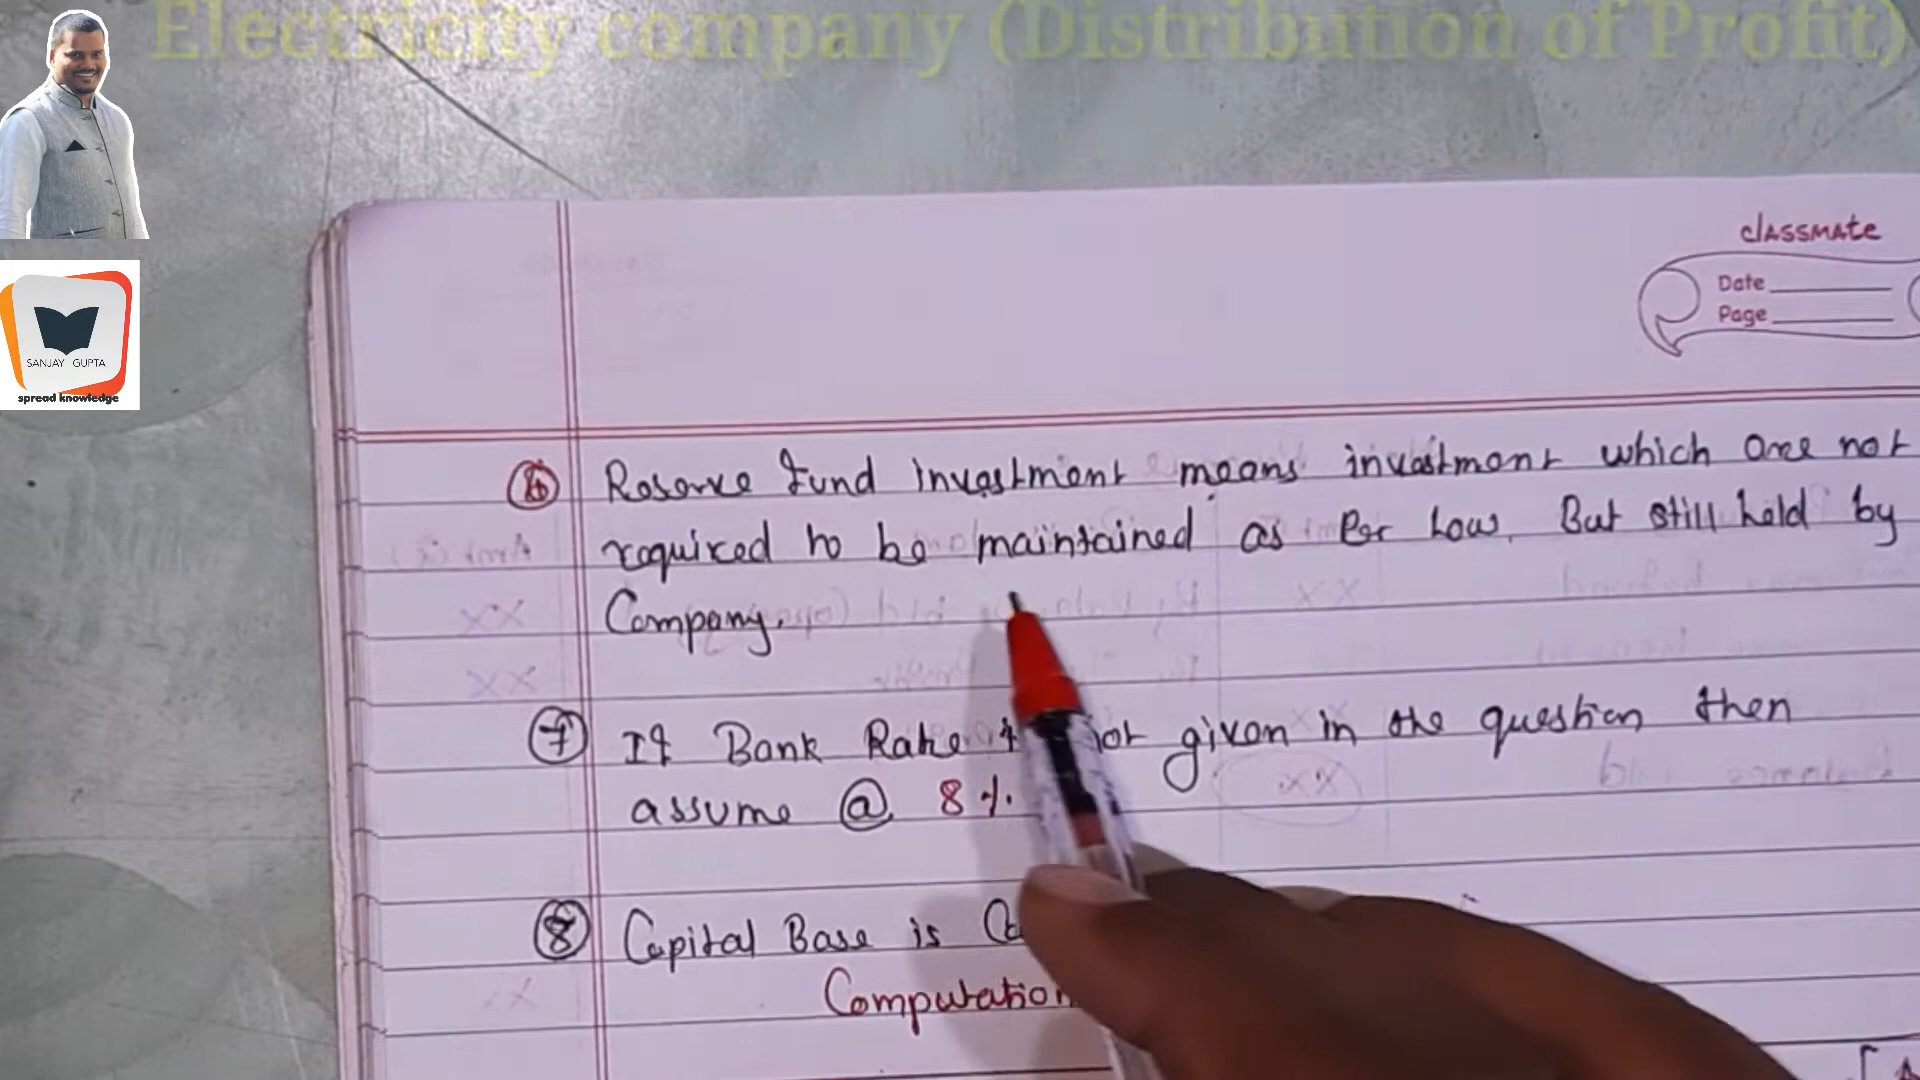 Electricity company (Distribution of Profit)
SANJAY GUPTA
spread knowledge
classmate
Date
Page
⑥ Reserve fund investment means investment which are not
required to be maintained as Per Law. But still held by
Company.
⑦ If Bank Rate not given in the question then
assume @ 8%
⑧ Capital Base is
Computation